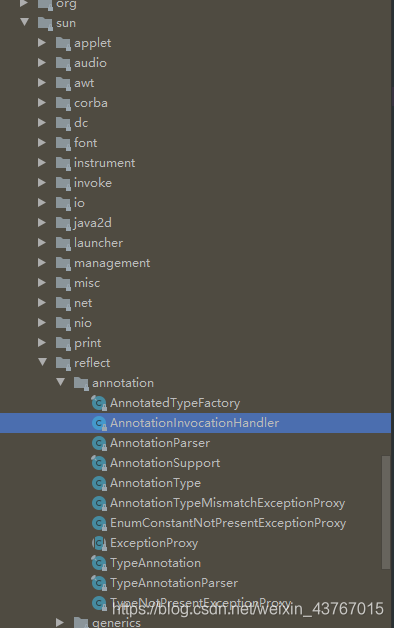 org
sun
applet
audio
awt
corba
dc
font
instrument
invoke
io
java2d
launcher
management
misc
net
nio
print
reflect
annotation
AnnotatedTypeFactory
AnnotationInvocationHandler
AnnotationParser
AnnotationSupport
AnnotationType
AnnotationTypeMismatchExceptionProxy
EnumConstantNotPresentExceptionProxy
ExceptionProxy
TypeAnnotation
TypeAnnotationParser
TypeNotPresentExceptionProxy
https://blog.csdn.net/weixin_43767015
generics